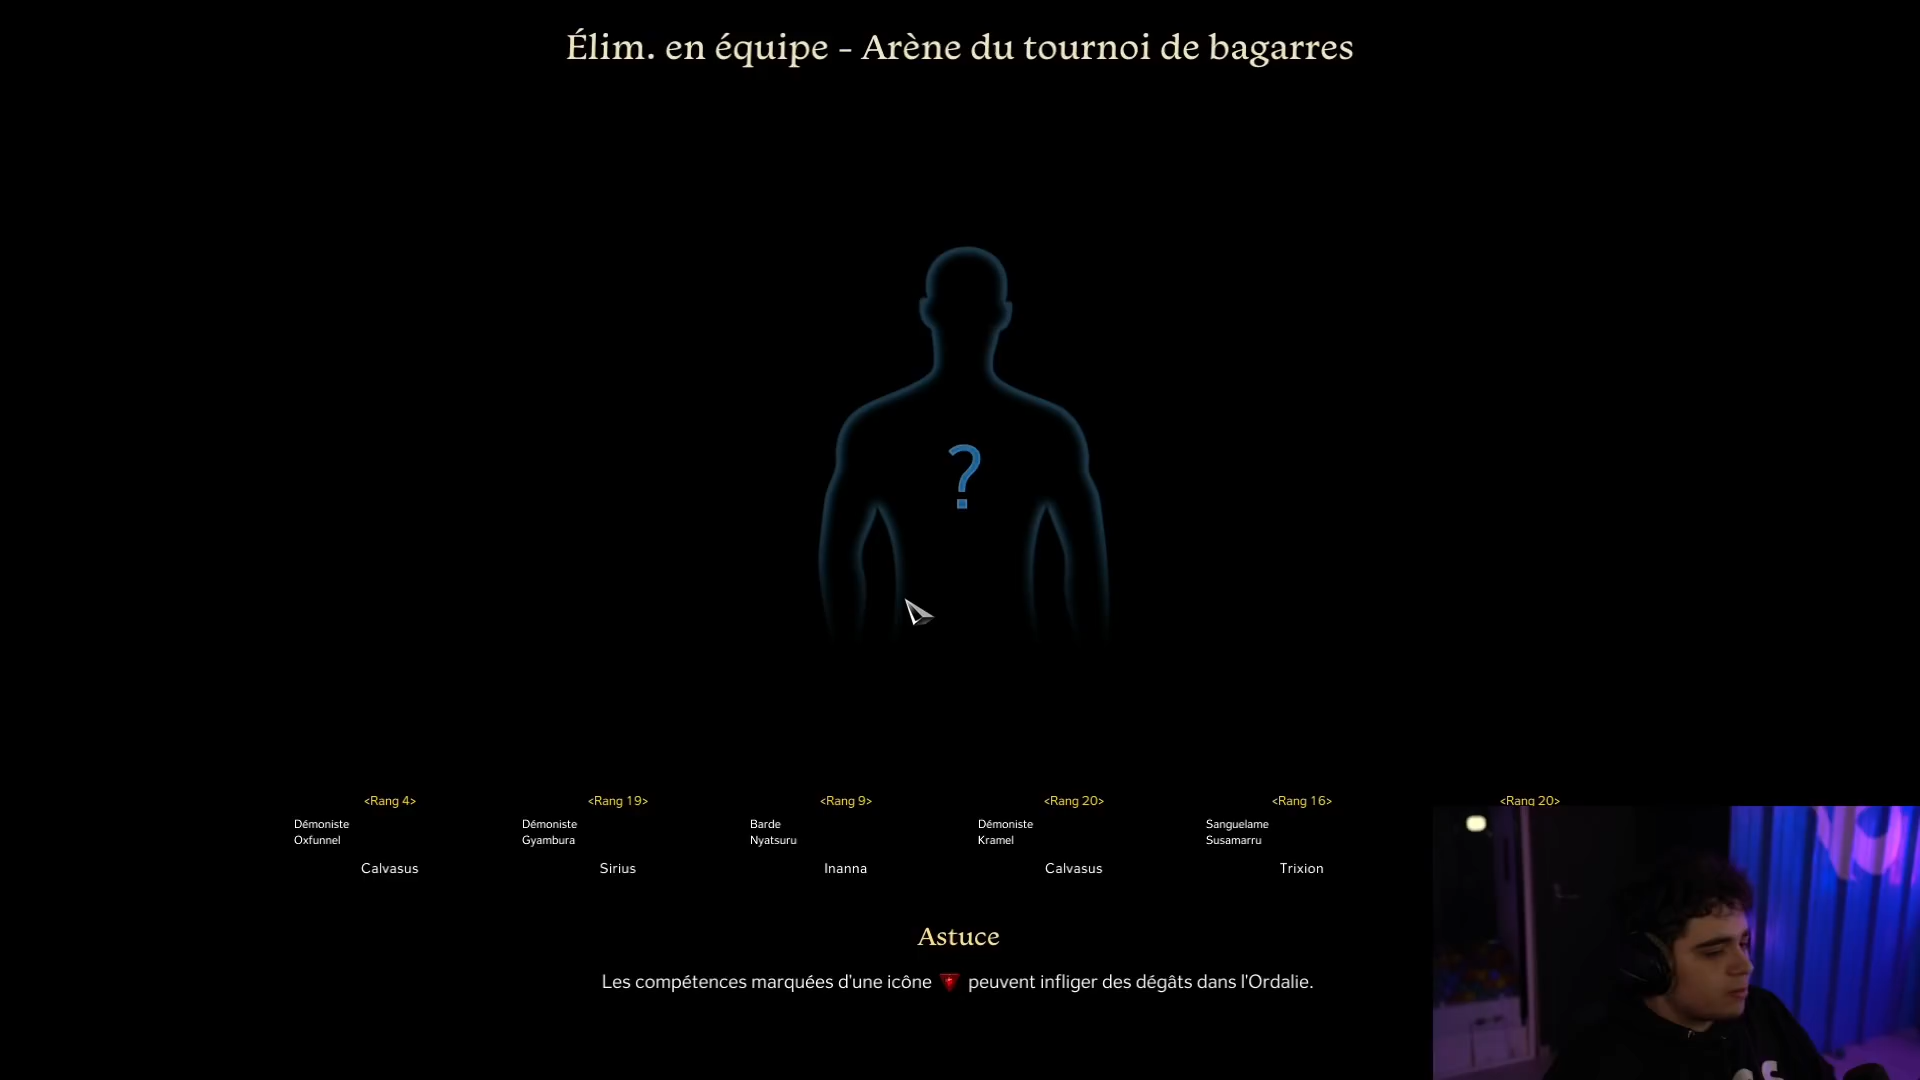 Élim. en équipe - Arène du tournoi de bagarres
?
<Rang 4>
Démoniste
Oxfunnel
Calvasus
<Rang 19>
Démoniste
Gyambura
Sirius
<Rang 9>
Barde
Nyatsuru
Inanna
<Rang 20>
Démoniste
Kramel
Calvasus
<Rang 16>
Sanguelame
Susamarru
Trixion
<Rang 20>
Astuce
Les compétences marquées d'une icône peuvent infliger des dégâts dans l'Ordalie.